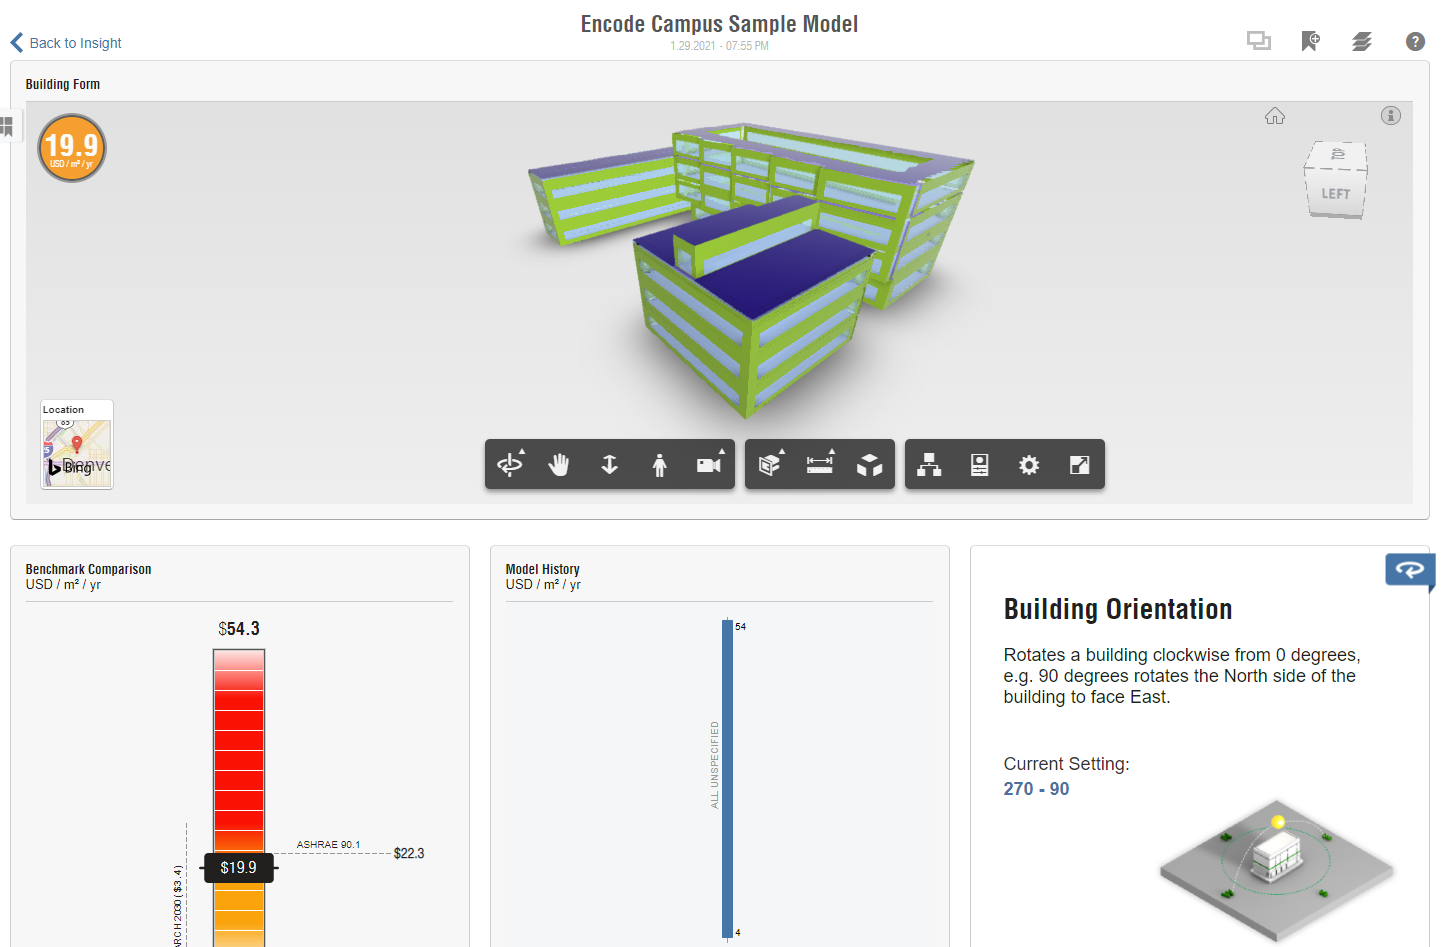 Encode Campus Sample Model
1.29.2021 - 07:55 PM
Back to Insight
?
Building Form
19.9
USD / m² / yr
LEFT
Location
85
Bing
Denve
Benchmark Comparison
USD / m² / yr
$54.3
ASHRAE 90.1
$22.3
$19.9
ARCH 2030 ( $3.4 )
Model History
USD / m² / yr
54
ALL UNSPECIFIED
4
Building Orientation
Rotates a building clockwise from 0 degrees,
e.g. 90 degrees rotates the North side of the
building to face East.
Current Setting:
270 - 90